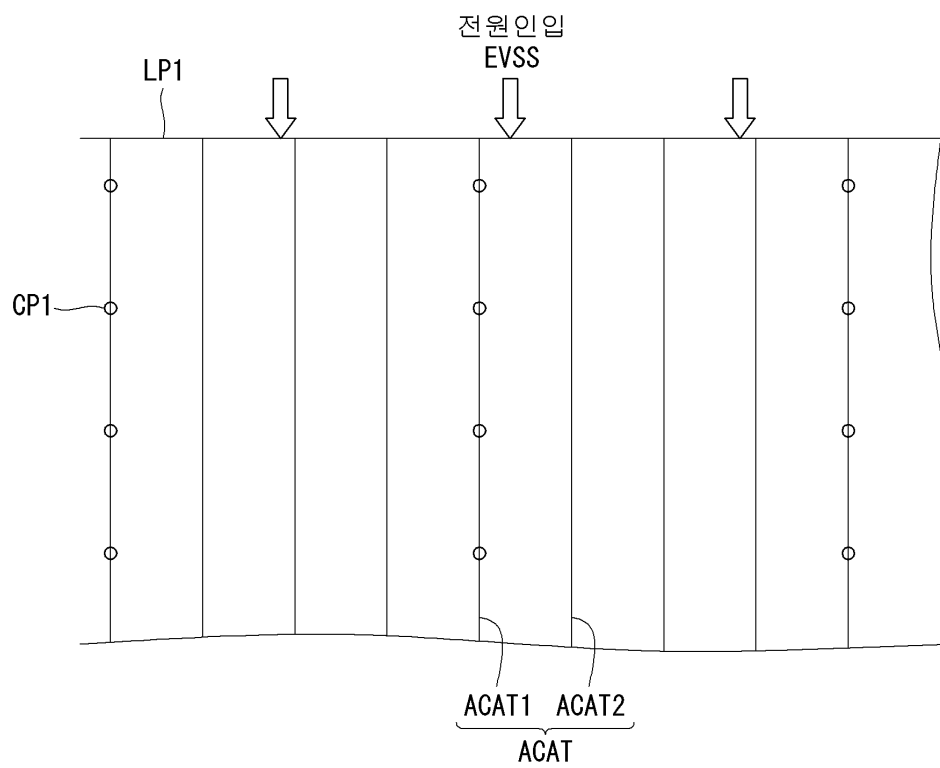 전원인입
EVSS
LP1
CP1
ACAT1 ACAT2
ACAT